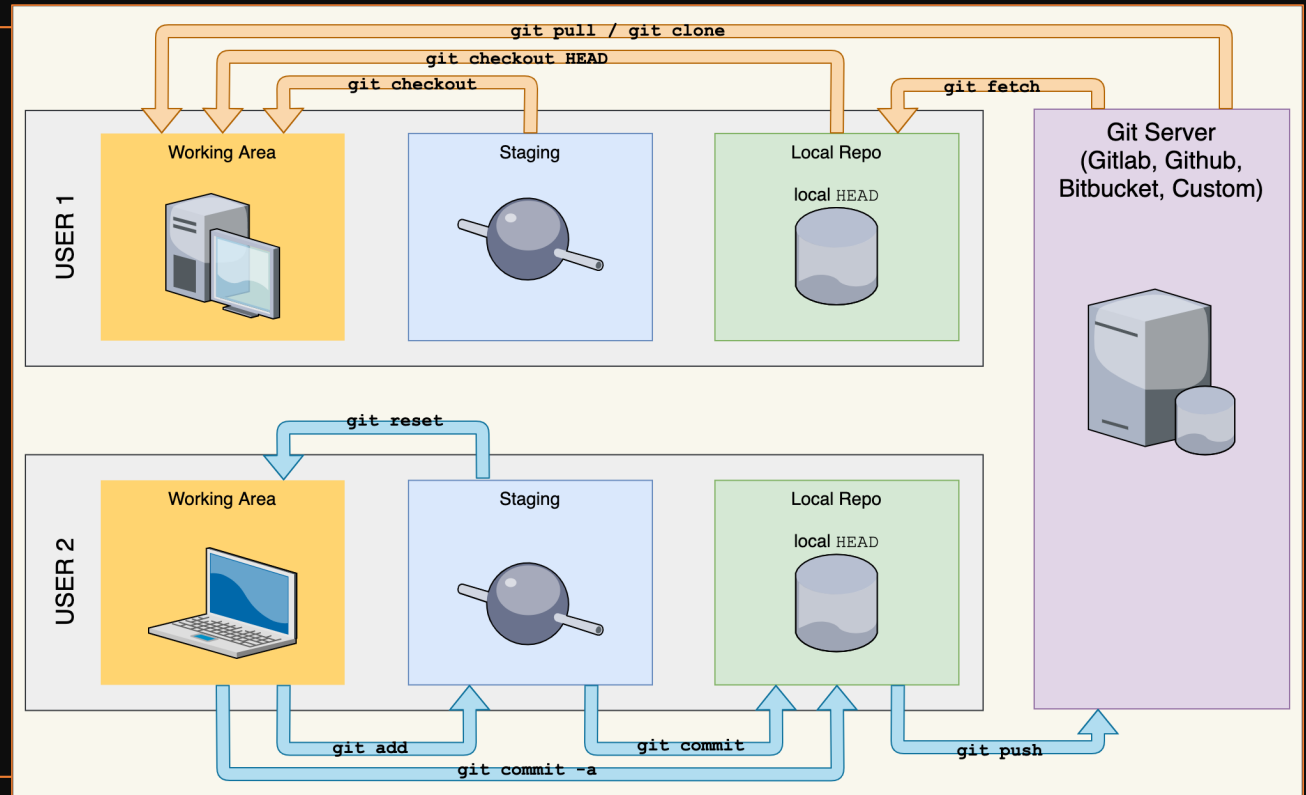 git pull / git clone
git checkout HEAD
git checkout
git fetch
USER 1
Working Area
Staging
Local Repo
local HEAD
Git Server
(Gitlab, Github,
Bitbucket, Custom)
git reset
USER 2
Working Area
Staging
Local Repo
local HEAD
git add
git commit
git push
git commit -a